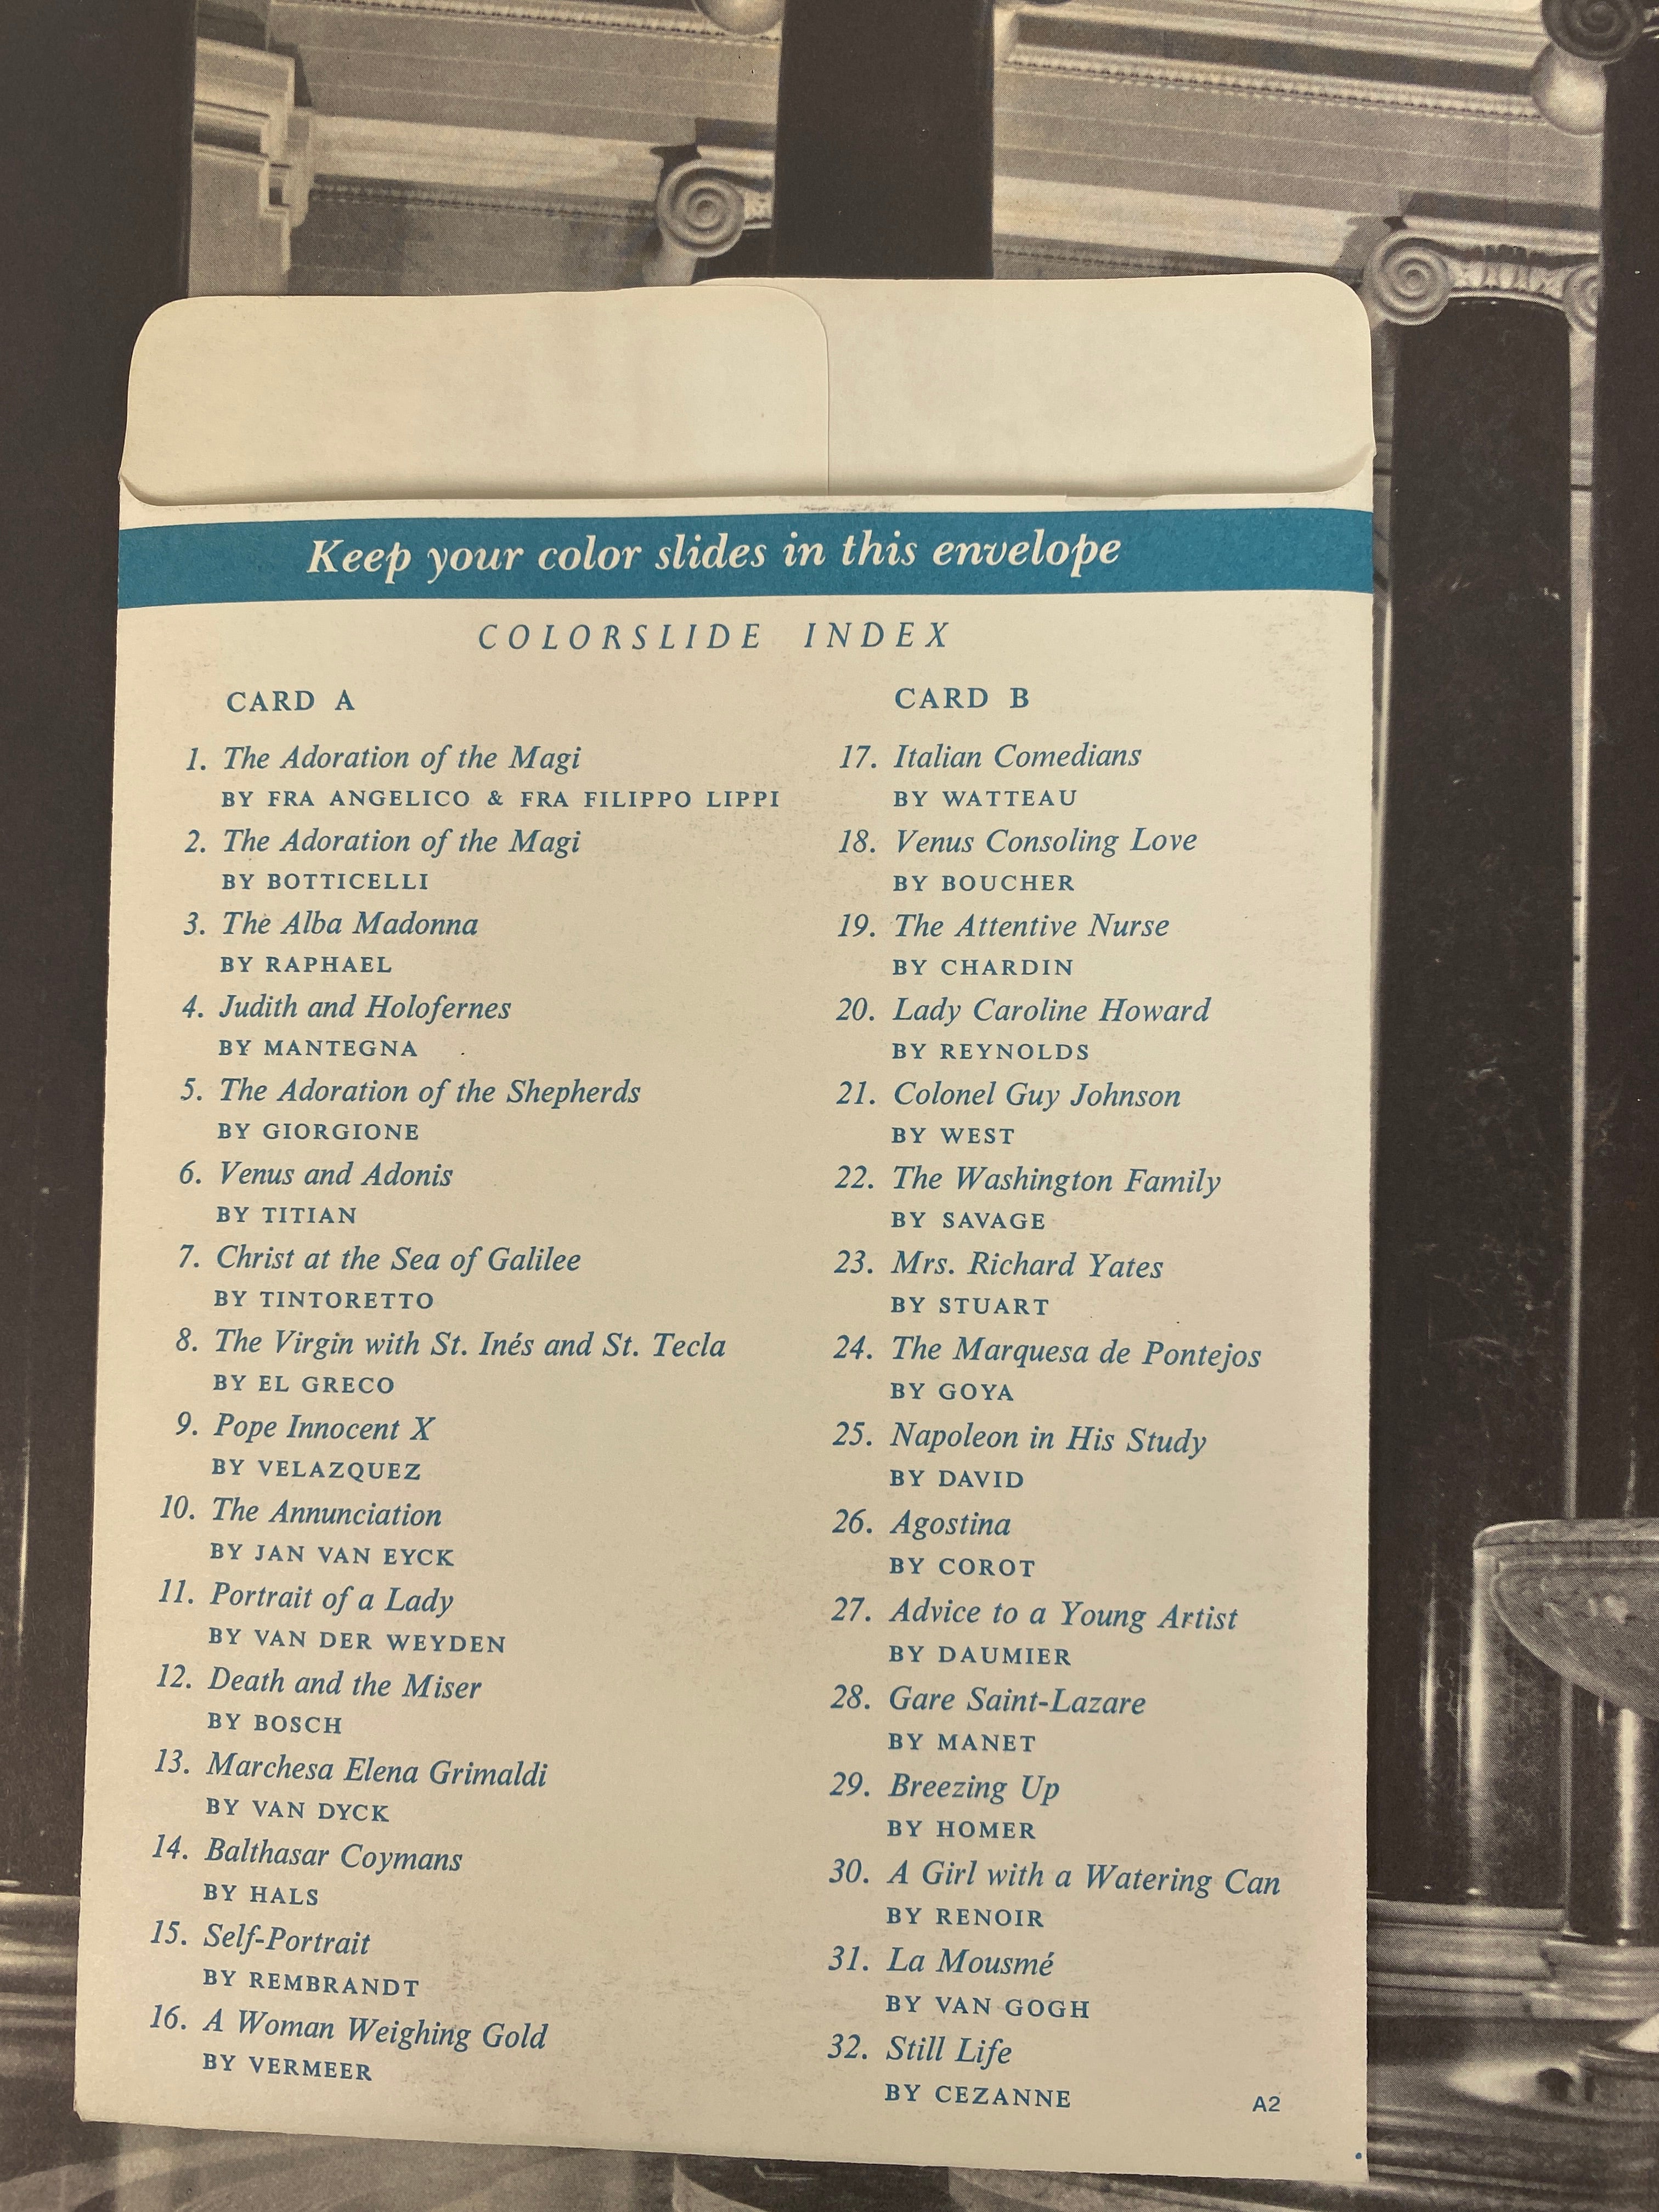 Keep your color slides in this envelope
COLORSLIDE INDEX
CARD A
1. The Adoration of the Magi
BY FRA ANGELICO & FRA FILIPPO LIPPI
2. The Adoration of the Magi
BY BOTTICELLI
3. The Alba Madonna
BY RAPHAEL
4. Judith and Holofernes
BY MANTEGNA
5. The Adoration of the Shepherds
BY GIORGIONE
6. Venus and Adonis
BY TITIAN
7. Christ at the Sea of Galilee
BY TINTORETTO
8. The Virgin with St. Inés and St. Tecla
BY EL GRECO
9. Pope Innocent X
BY VELAZQUEZ
10. The Annunciation
BY JAN VAN EYCK
11. Portrait of a Lady
BY VAN DER WEYDEN
12. Death and the Miser
BY BOSCH
13. Marchesa Elena Grimaldi
BY VAN DYCK
14. Balthasar Coymans
BY HALS
15. Self-Portrait
BY REMBRANDT
16. A Woman Weighing Gold
BY VERMEER
CARD B
17. Italian Comedians
BY WATTEAU
18. Venus Consoling Love
BY BOUCHER
19. The Attentive Nurse
BY CHARDIN
20. Lady Caroline Howard
BY REYNOLDS
21. Colonel Guy Johnson
BY WEST
22. The Washington Family
BY SAVAGE
23. Mrs. Richard Yates
BY STUART
24. The Marquesa de Pontejos
BY GOYA
25. Napoleon in His Study
BY DAVID
26. Agostina
BY COROT
27. Advice to a Young Artist
BY DAUMIER
28. Gare Saint-Lazare
BY MANET
29. Breezing Up
BY HOMER
30. A Girl with a Watering Can
BY RENOIR
31. La Mousmé
BY VAN GOGH
32. Still Life
BY CEZANNE
A2